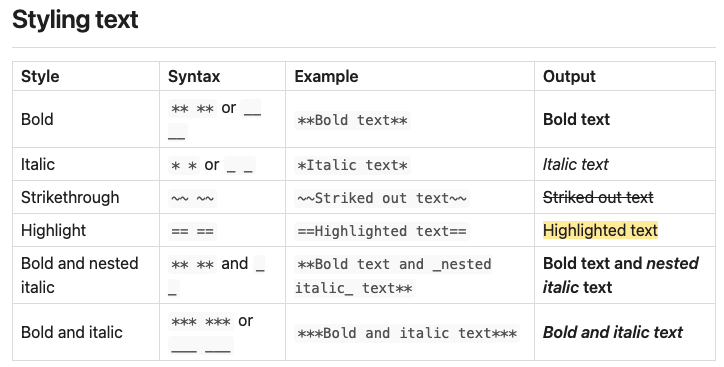 Styling text
Style Syntax Example Output
Bold ** ** or __ __ **Bold text** Bold text
Italic * * or _ _ *Italic text* Italic text
Strikethrough ~~ ~~ ~~Striked out text~~ Striked out text
Highlight == == ==Highlighted text== Highlighted text
Bold and nested italic ** ** and _ _ **Bold text and _nested italic_ text** Bold text and nested italic text
Bold and italic *** *** or ___ ___ ***Bold and italic text*** Bold and italic text